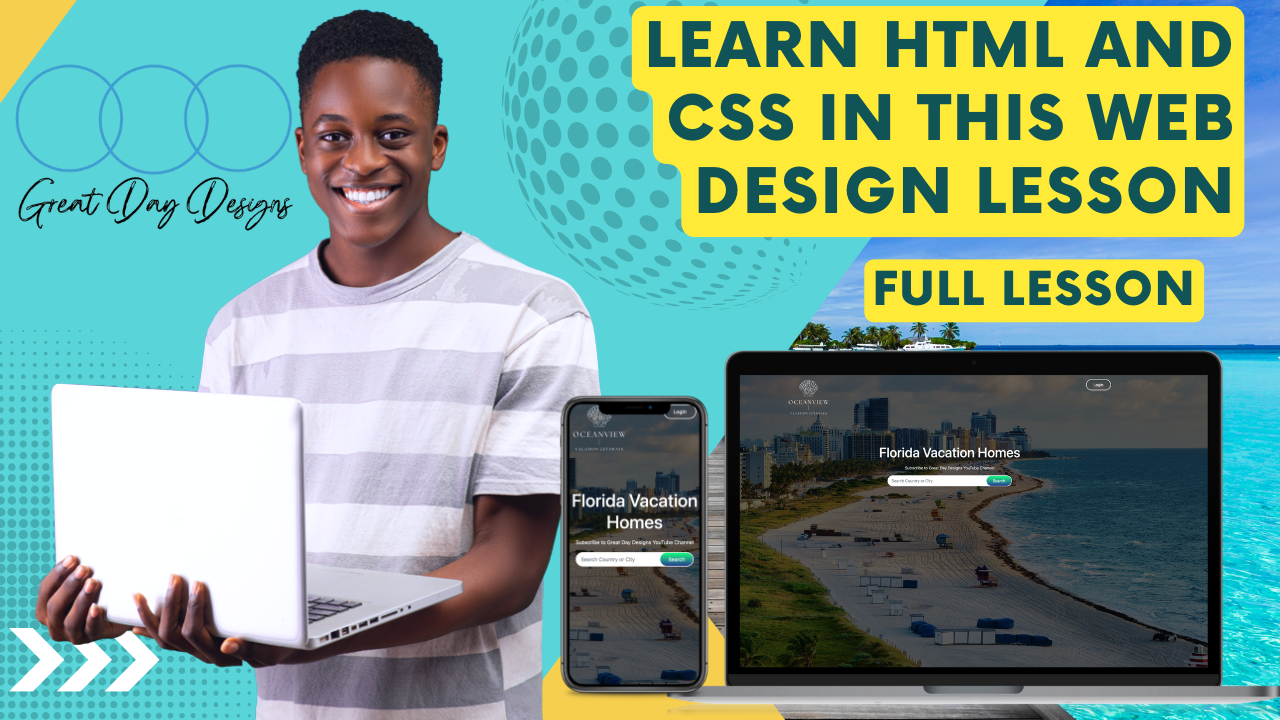 LEARN HTML AND
CSS IN THIS WEB
DESIGN LESSON
Great Day Designs
FULL LESSON
OCEANVIEW
VACATION GETAWAYS
Login
Florida Vacation
Homes
Subscribe to Great Day Designs YouTube Channel
Search Country or City
Search
OCEANVIEW
VACATION GETAWAYS
Login
Florida Vacation Homes
Subscribe to Great Day Designs YouTube Channel
Search Country or City
Search